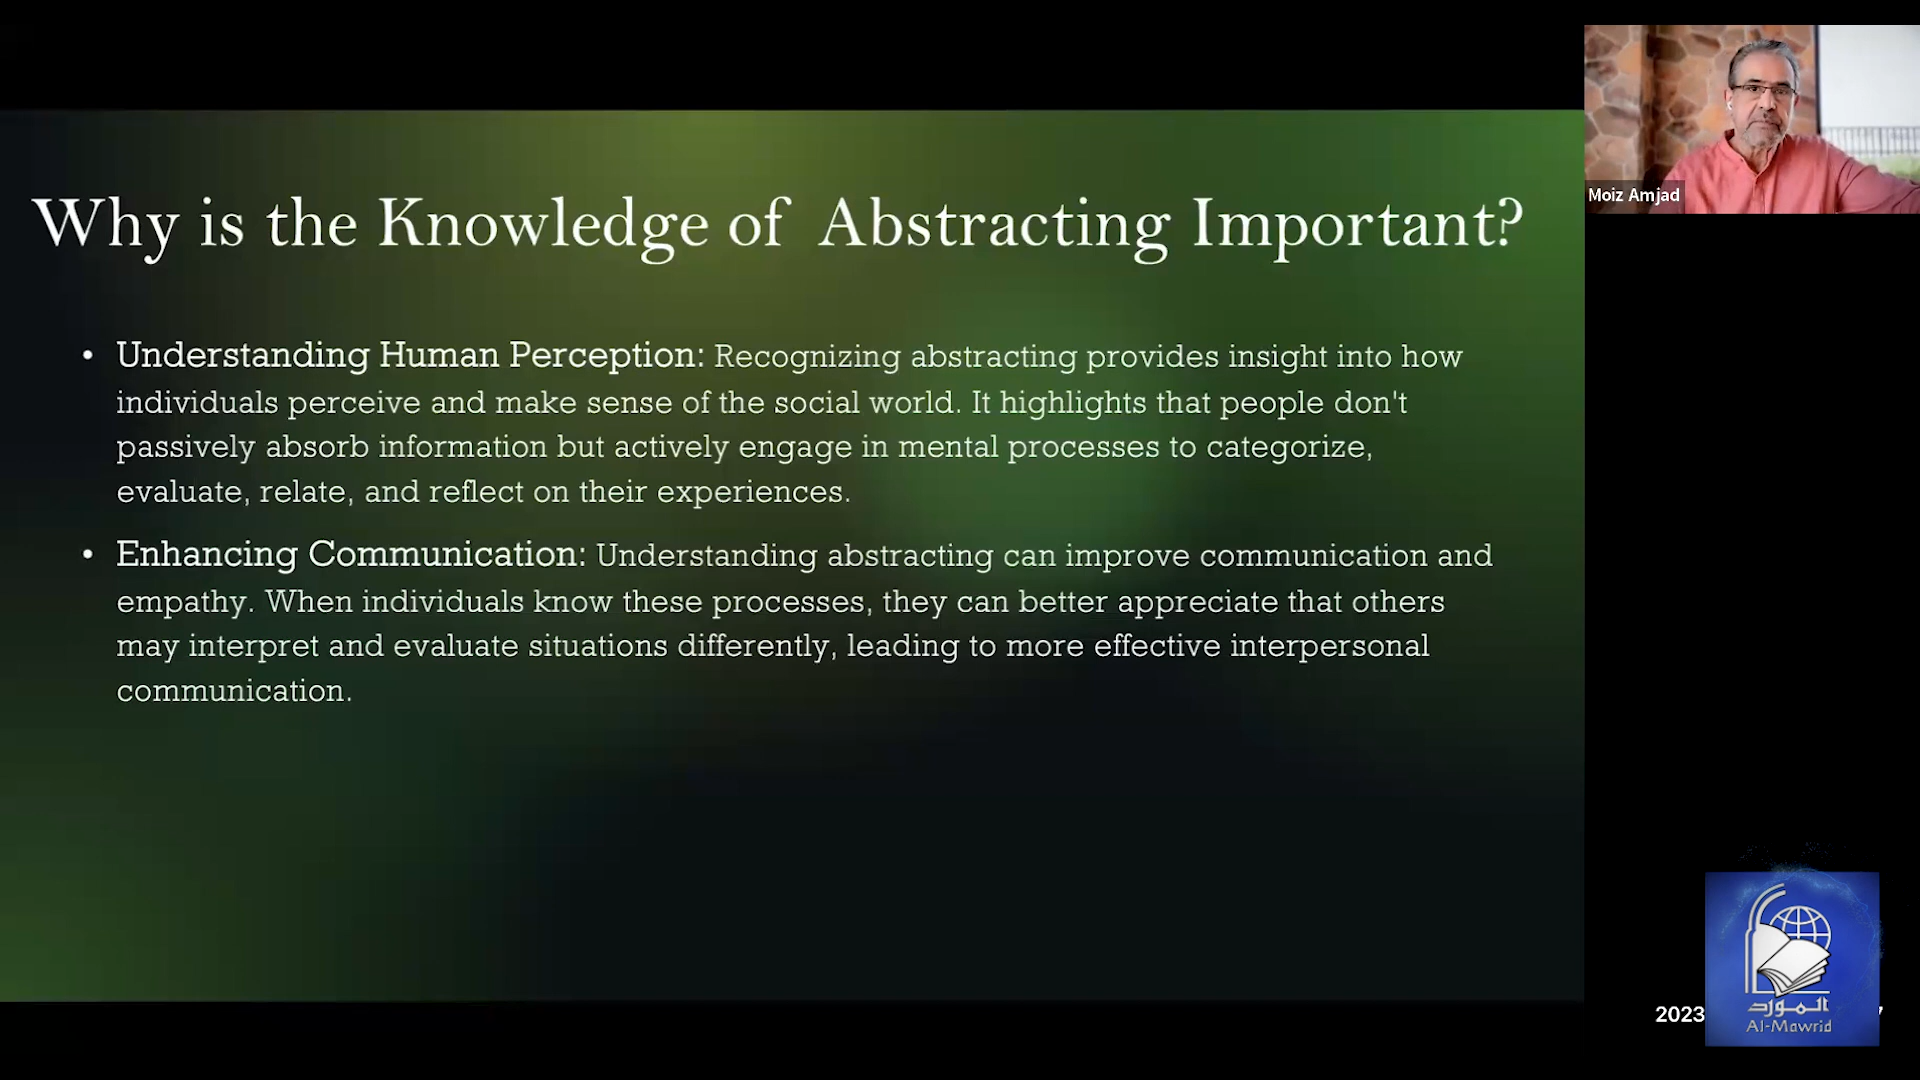 Why is the Knowledge of Abstracting Important?
• Understanding Human Perception: Recognizing abstracting provides insight into how
individuals perceive and make sense of the social world. It highlights that people don't
passively absorb information but actively engage in mental processes to categorize,
evaluate, relate, and reflect on their experiences.
• Enhancing Communication: Understanding abstracting can improve communication and
empathy. When individuals know these processes, they can better appreciate that others
may interpret and evaluate situations differently, leading to more effective interpersonal
communication.
Moiz Amjad
2023
المورد
Al-Mawrid